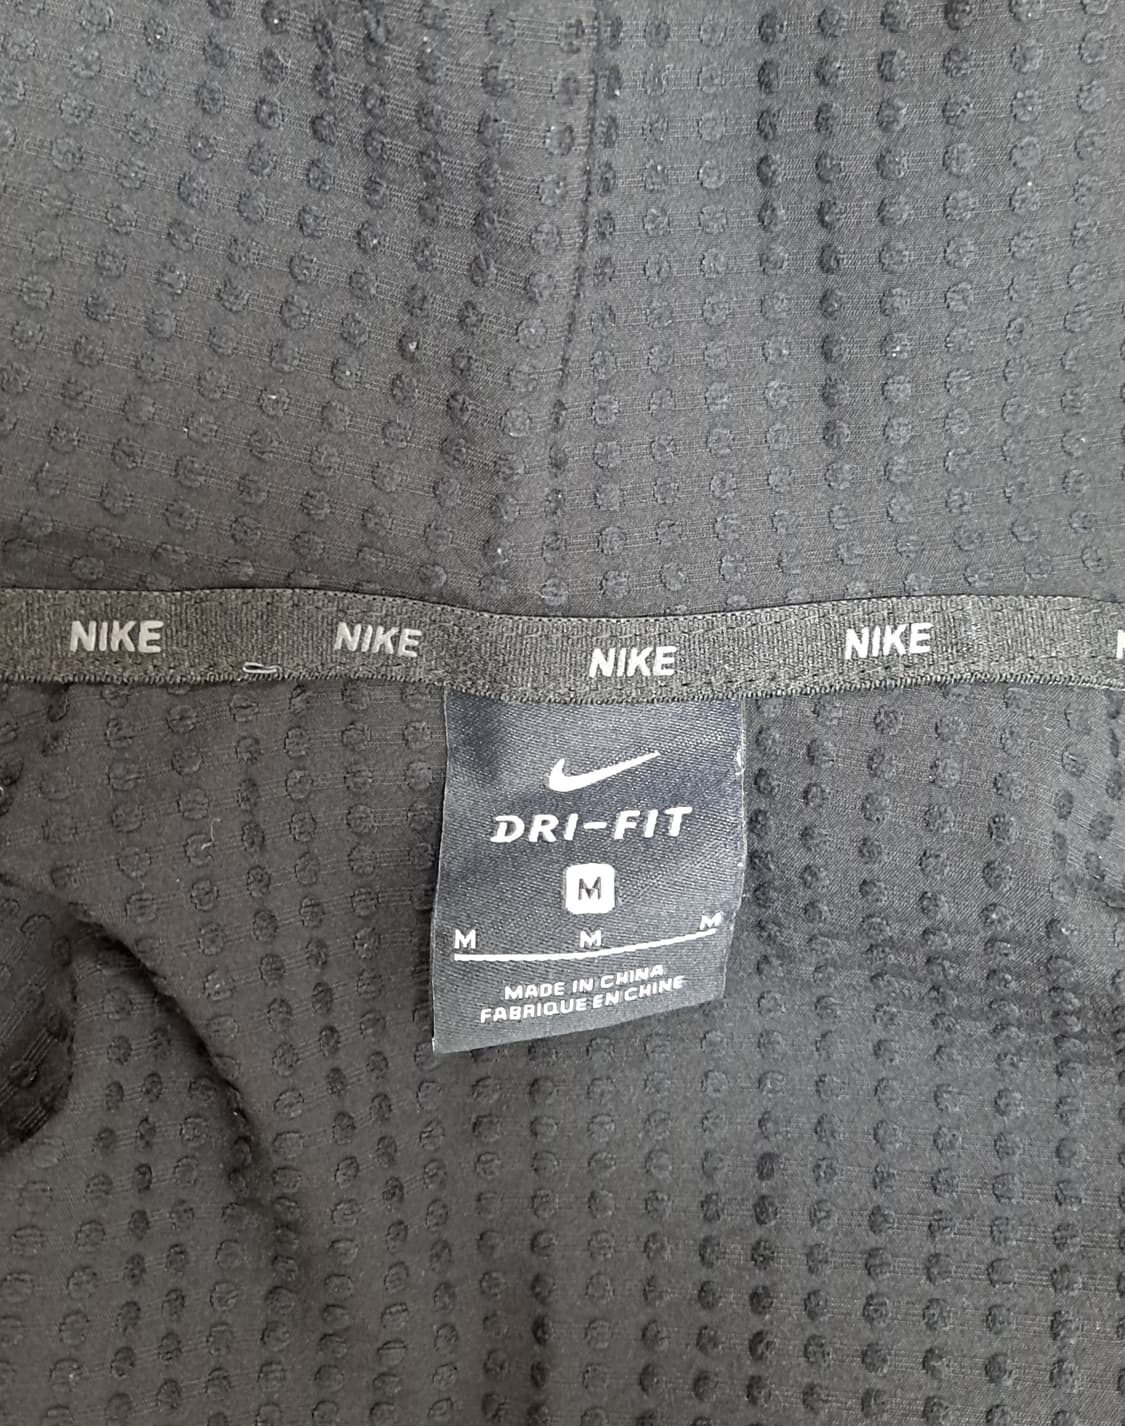 NIKE NIKE NIKE NIKE N
DRI-FIT
M
M M M
MADE IN CHINA
FABRIQUE EN CHINE